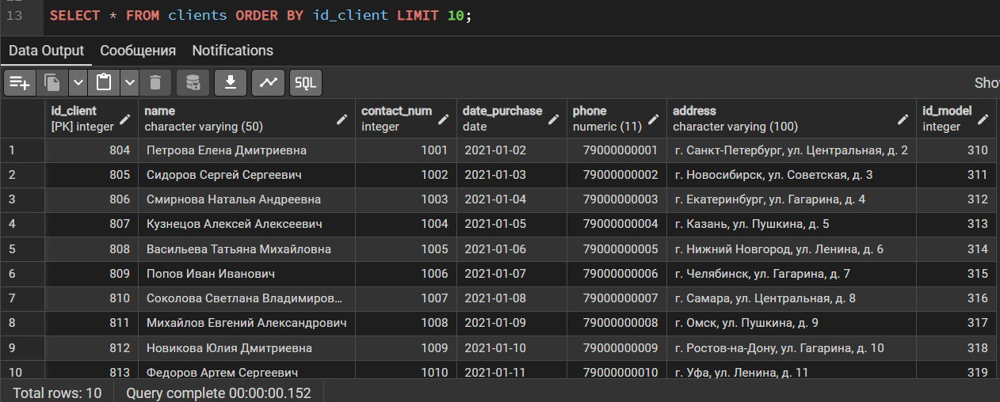 13 SELECT * FROM clients ORDER BY id_client LIMIT 10;
Data Output Сообщения Notifications
SQL
id_client name contact_num date_purchase phone address id_model
[PK] integer character varying (50) integer date numeric (11) character varying (100) integer
1 804 Петрова Елена Дмитриевна 1001 2021-01-02 79000000001 г. Санкт-Петербург, ул. Центральная, д. 2 310
2 805 Сидоров Сергей Сергеевич 1002 2021-01-03 79000000002 г. Новосибирск, ул. Советская, д. 3 311
3 806 Смирнова Наталья Андреевна 1003 2021-01-04 79000000003 г. Екатеринбург, ул. Гагарина, д. 4 312
4 807 Кузнецов Алексей Алексеевич 1004 2021-01-05 79000000004 г. Казань, ул. Пушкина, д. 5 313
5 808 Васильева Татьяна Михайловна 1005 2021-01-06 79000000005 г. Нижний Новгород, ул. Ленина, д. 6 314
6 809 Попов Иван Иванович 1006 2021-01-07 79000000006 г. Челябинск, ул. Гагарина, д. 7 315
7 810 Соколова Светлана Владимиров... 1007 2021-01-08 79000000007 г. Самара, ул. Центральная, д. 8 316
8 811 Михайлов Евгений Александрович 1008 2021-01-09 79000000008 г. Омск, ул. Пушкина, д. 9 317
9 812 Новикова Юлия Дмитриевна 1009 2021-01-10 79000000009 г. Ростов-на-Дону, ул. Гагарина, д. 10 318
10 813 Федоров Артем Сергеевич 1010 2021-01-11 79000000010 г. Уфа, ул. Ленина, д. 11 319
Total rows: 10 Query complete 00:00:00.152